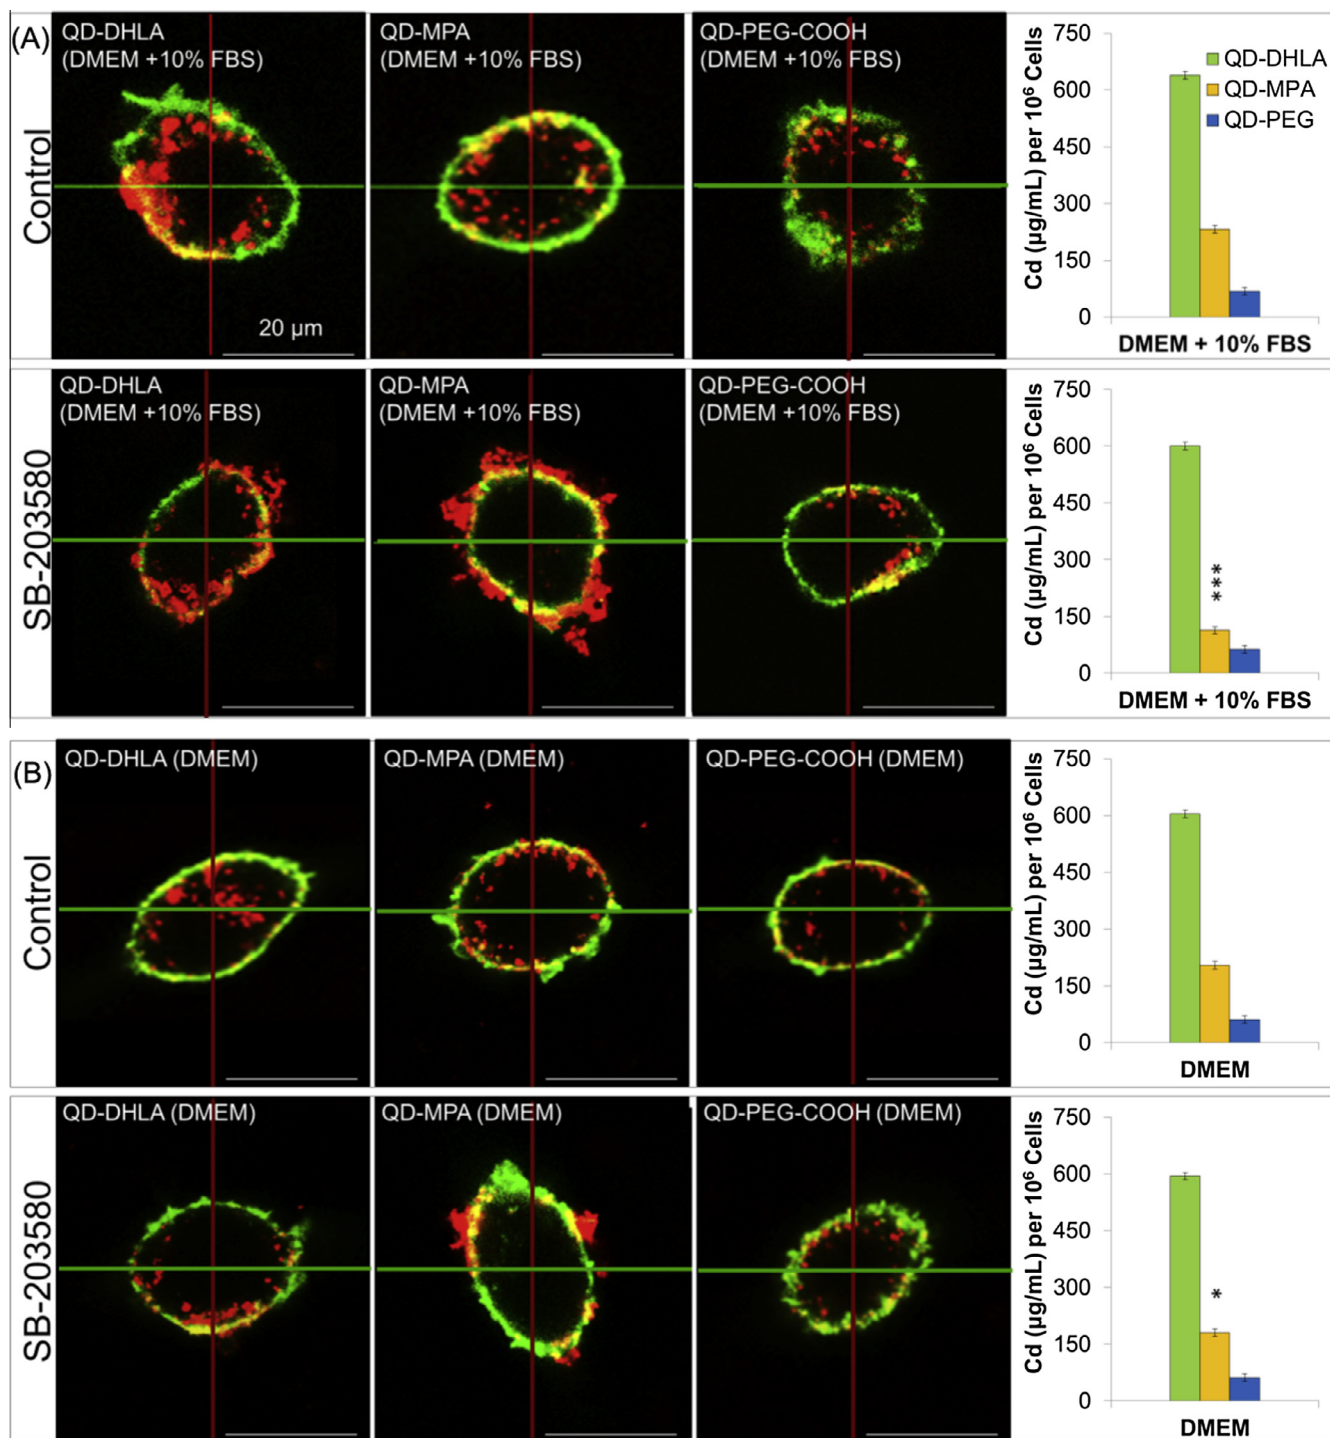 (A)
Control
QD-DHLA
(DMEM +10% FBS)
20 µm
QD-MPA
(DMEM +10% FBS)
QD-PEG-COOH
(DMEM +10% FBS)
Cd (µg/mL) per 10⁶ Cells
750
600
450
300
150
0
QD-DHLA
QD-MPA
QD-PEG
DMEM + 10% FBS
SB-203580
QD-DHLA
(DMEM +10% FBS)
QD-MPA
(DMEM +10% FBS)
QD-PEG-COOH
(DMEM +10% FBS)
Cd (µg/mL) per 10⁶ Cells
750
600
450
300
150
0
***
DMEM + 10% FBS
(B)
Control
QD-DHLA (DMEM)
QD-MPA (DMEM)
QD-PEG-COOH (DMEM)
Cd (µg/mL) per 10⁶ Cells
750
600
450
300
150
0
DMEM
SB-203580
QD-DHLA (DMEM)
QD-MPA (DMEM)
QD-PEG-COOH (DMEM)
Cd (µg/mL) per 10⁶ Cells
750
600
450
300
150
0
*
DMEM